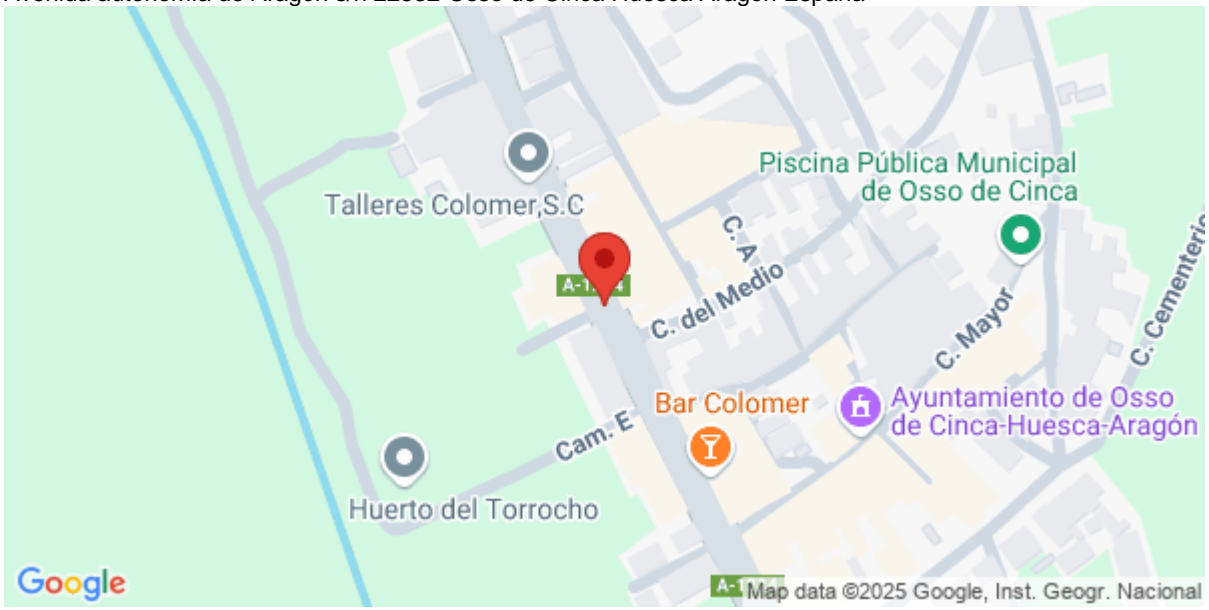 Talleres Colomer,S.C
Piscina Pública Municipal
de Osso de Cinca
C. A
C. del Medio
C. Mayor
C. Cementerio
Bar Colomer
Ayuntamiento de Osso
de Cinca-Huesca-Aragón
Cam. E
Huerto del Torrocho
Google
Map data ©2025 Google, Inst. Geogr. Nacional